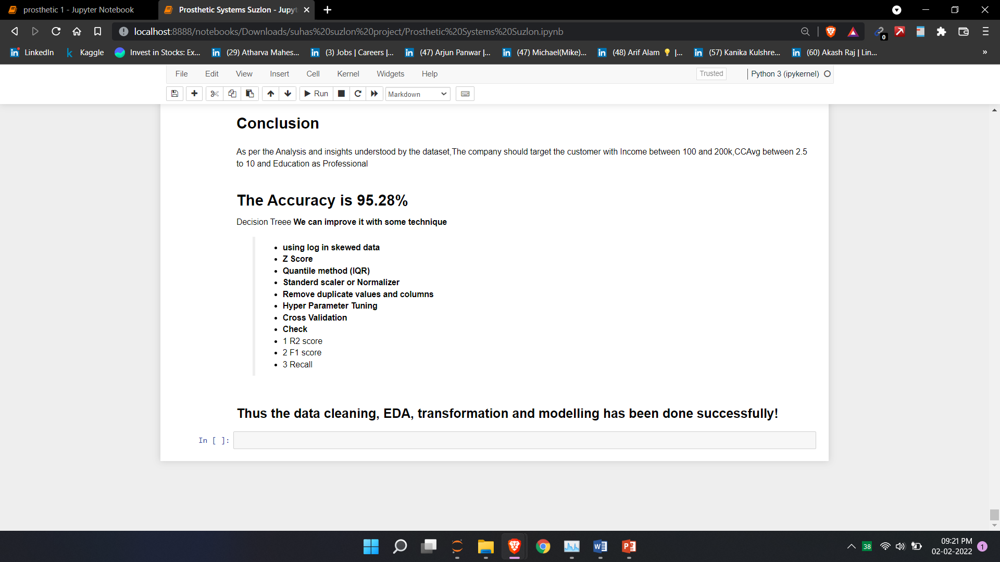 prosthetic 1 - Jupyter Notebook
Prosthetic Systems Suzlon - Jupyt
localhost:8888/notebooks/Downloads/suhas%20suzlon%20project/Prosthetic%20Systems%20Suzlon.ipynb
0
LinkedIn
Kaggle
Invest in Stocks: Ex...
(29) Atharva Mahes...
(3) Jobs | Careers |...
(47) Arjun Panwar |...
(47) Michael(Mike)...
(48) Arif Alam 💡 |...
(57) Kanika Kulshre...
(60) Akash Raj | Lin...
»
File Edit View Insert Cell Kernel Widgets Help
Trusted
Python 3 (ipykernel)
Run
Markdown
Conclusion
As per the Analysis and insights understood by the dataset,The company should target the customer with Income between 100 and 200k,CCAvg between 2.5
to 10 and Education as Professional
The Accuracy is 95.28%
Decision Treee We can improve it with some technique
• using log in skewed data
• Z Score
• Quantile method (IQR)
• Standerd scaler or Normalizer
• Remove duplicate values and columns
• Hyper Parameter Tuning
• Cross Validation
• Check
• 1 R2 score
• 2 F1 score
• 3 Recall
Thus the data cleaning, EDA, transformation and modelling has been done successfully!
In [ ]:
38
09:21 PM
02-02-2022
1